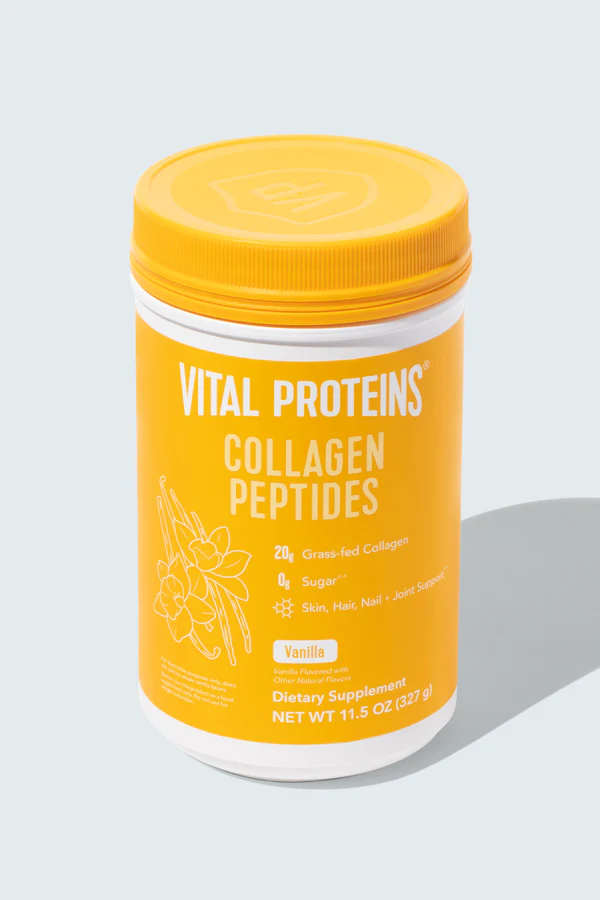 VP
VITAL PROTEINS®
COLLAGEN
PEPTIDES
20g Grass-fed Collagen
0g Sugar
Skin, Hair, Nail + Joint Support
Vanilla
Vanilla Flavored with
Other Natural Flavors
Dietary Supplement
NET WT 11.5 OZ (327 g)